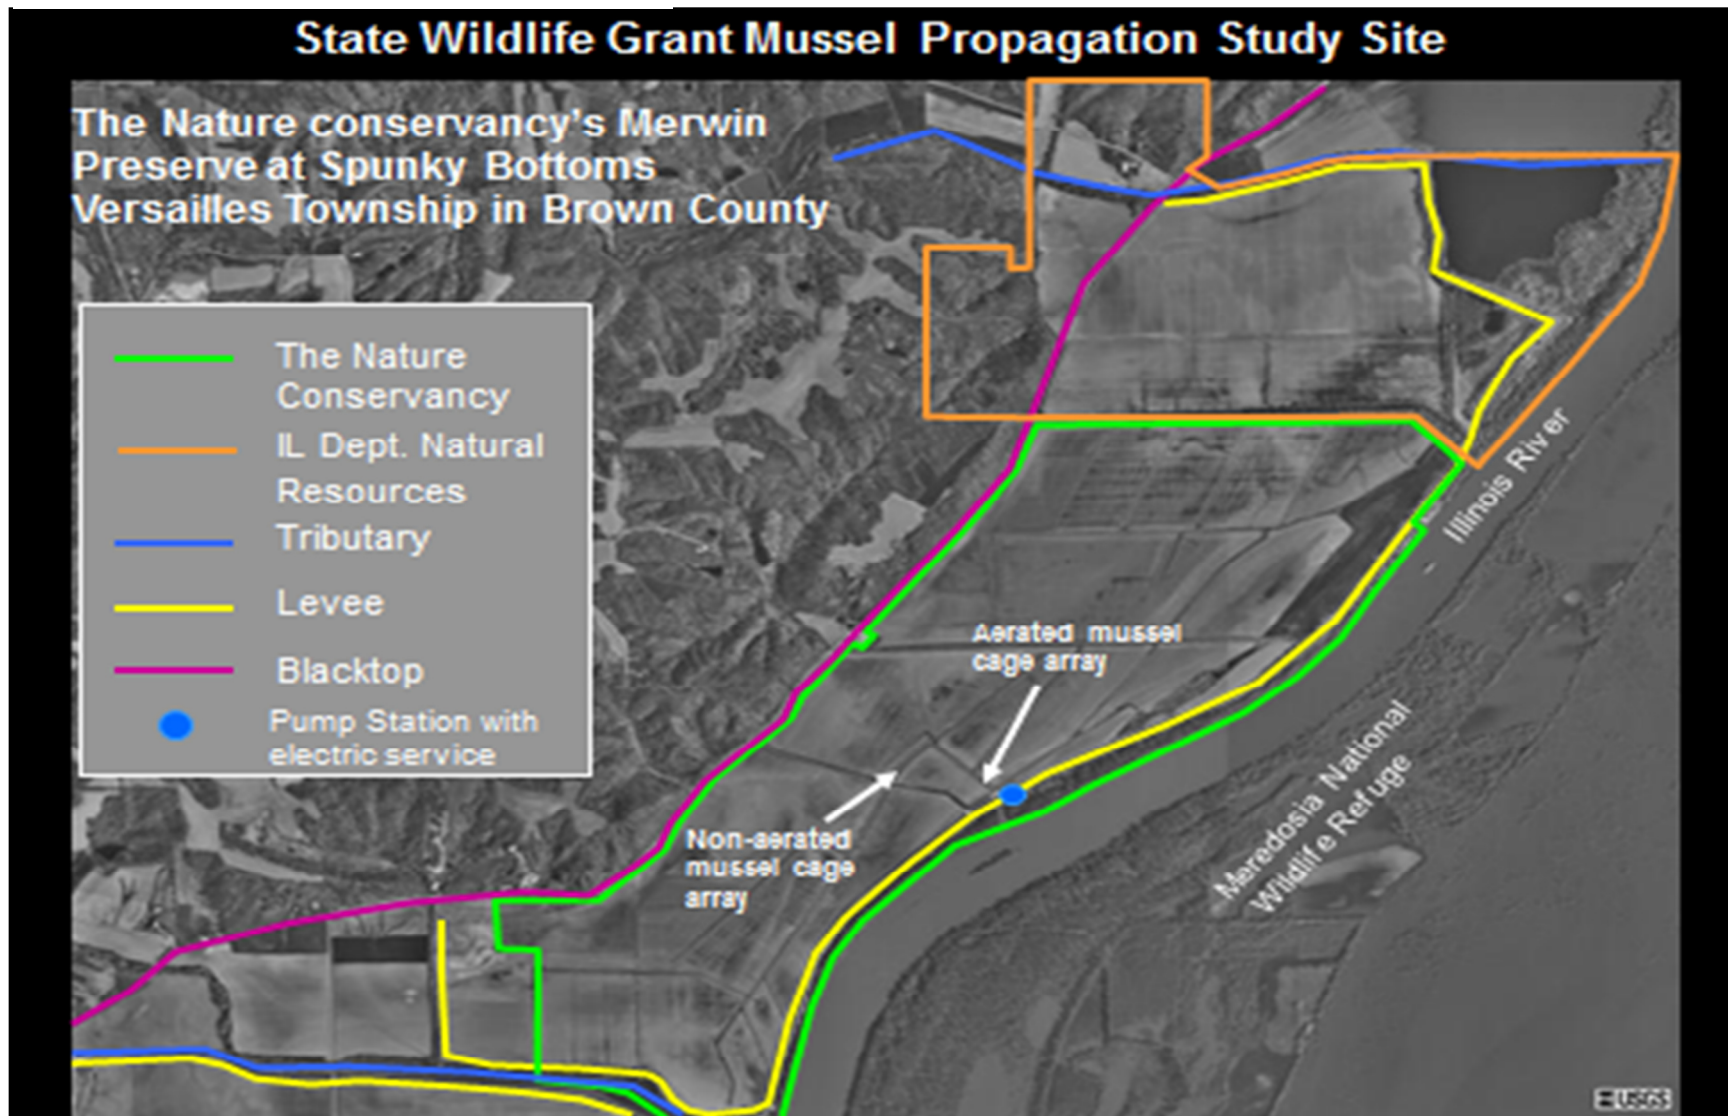 State Wildlife Grant Mussel Propagation Study Site
The Nature conservancy's Merwin
Preserve at Spunky Bottoms
Versailles Township in Brown County
The Nature
Conservancy
IL Dept. Natural
Resources
Tributary
Levee
Blacktop
Pump Station with
electric service
Aerated mussel
cage array
Non-aerated
mussel cage
array
Illinois River
Meredosia National
Wildlife Refuge
USGS